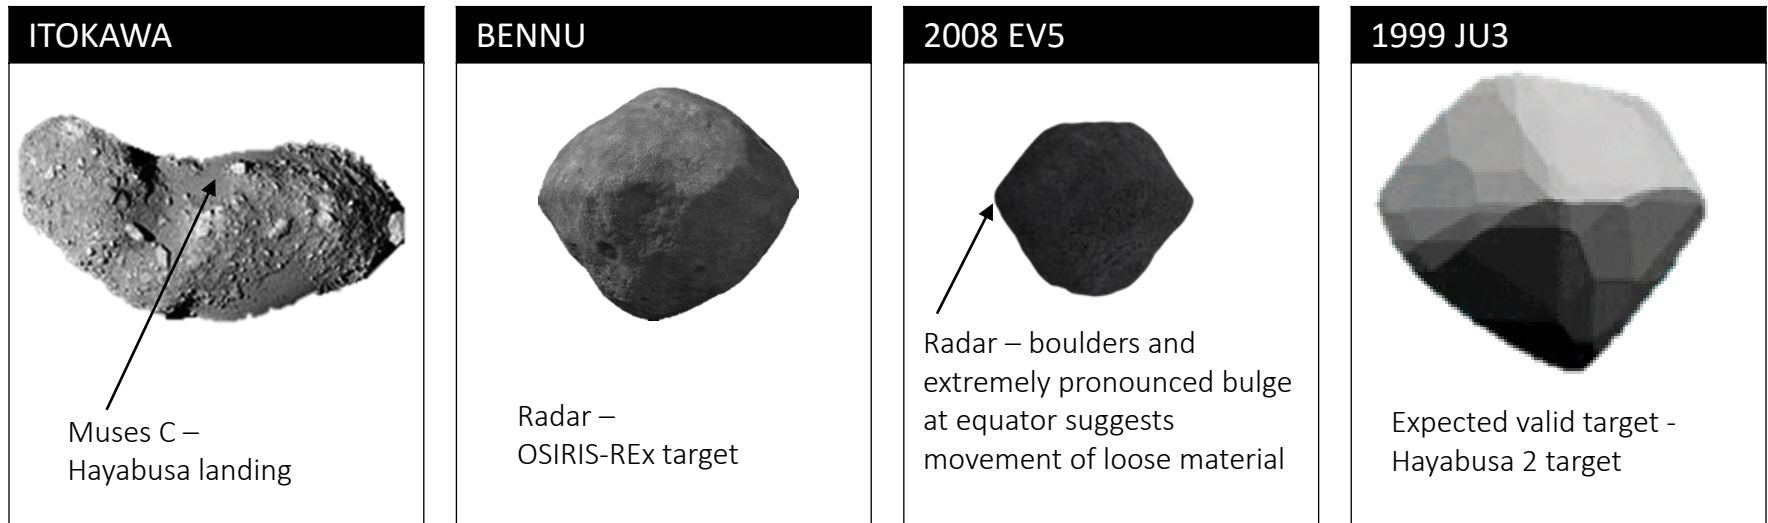 ITOKAWA
Muses C –
Hayabusa landing
BENNU
Radar –
OSIRIS-REx target
2008 EV5
Radar – boulders and
extremely pronounced bulge
at equator suggests
movement of loose material
1999 JU3
Expected valid target -
Hayabusa 2 target